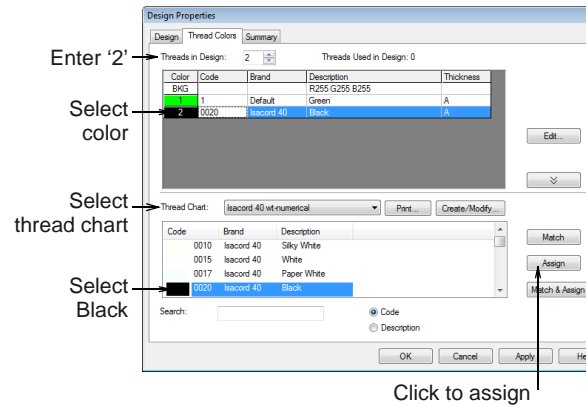 Design Properties
Design Thread Colors Summary
Enter ‘2’
Threads in Design: 2 Threads Used in Design: 0
Color Code Brand Description Thickness
BKG R255 G255 B255
1 1 Default Green A
Select color
2 0020 Isacord 40 Black A
Edit...
Select thread chart
Thread Chart: Isacord 40 wt-numerical Print... Create/Modify...
Code Brand Description
Match
0010 Isacord 40 Silky White
0015 Isacord 40 White
Assign
0017 Isacord 40 Paper White
Select Black
0020 Isacord 40 Black
Match & Assign
Search: Code
Description
OK Cancel Apply He
Click to assign